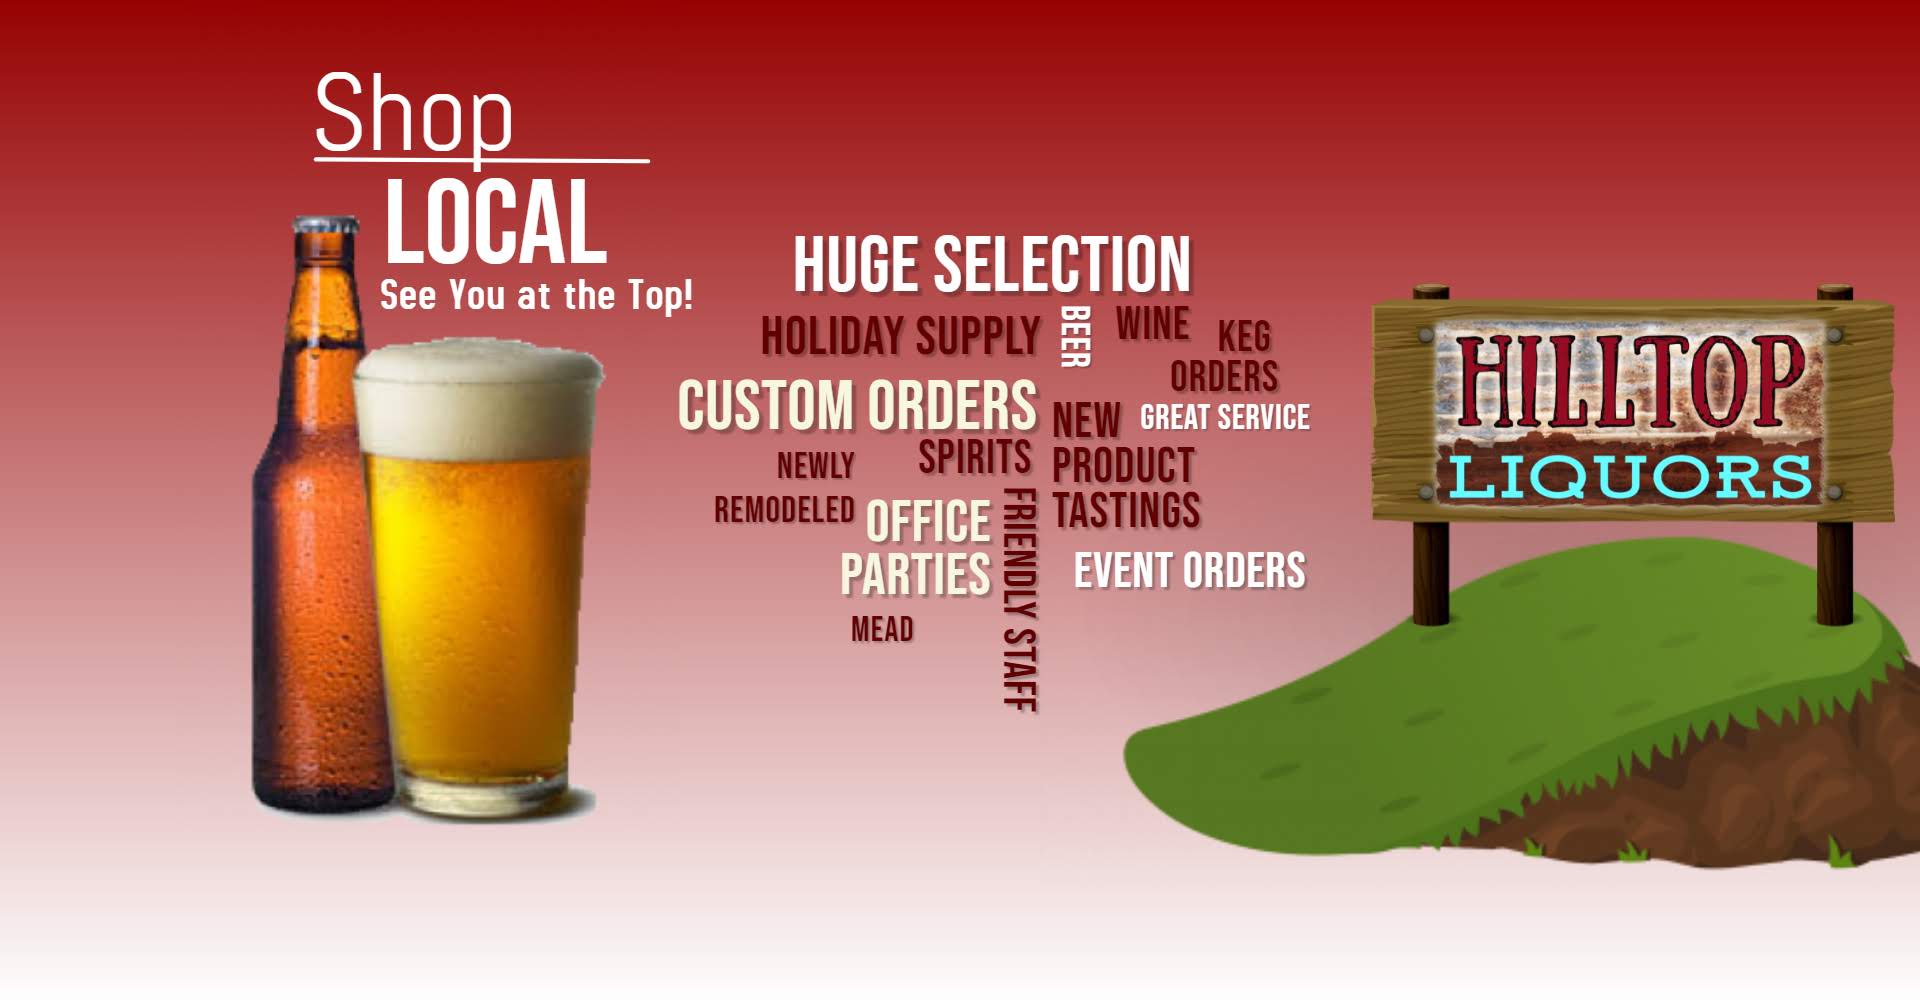 Shop
LOCAL
See You at the Top!
HUGE SELECTION
HOLIDAY SUPPLY
BEER
WINE
KEG
ORDERS
CUSTOM ORDERS
NEW
PRODUCT
TASTINGS
GREAT SERVICE
SPIRITS
NEWLY
REMODELED
OFFICE
PARTIES
FRIENDLY STAFF
EVENT ORDERS
MEAD
HILLTOP
LIQUORS